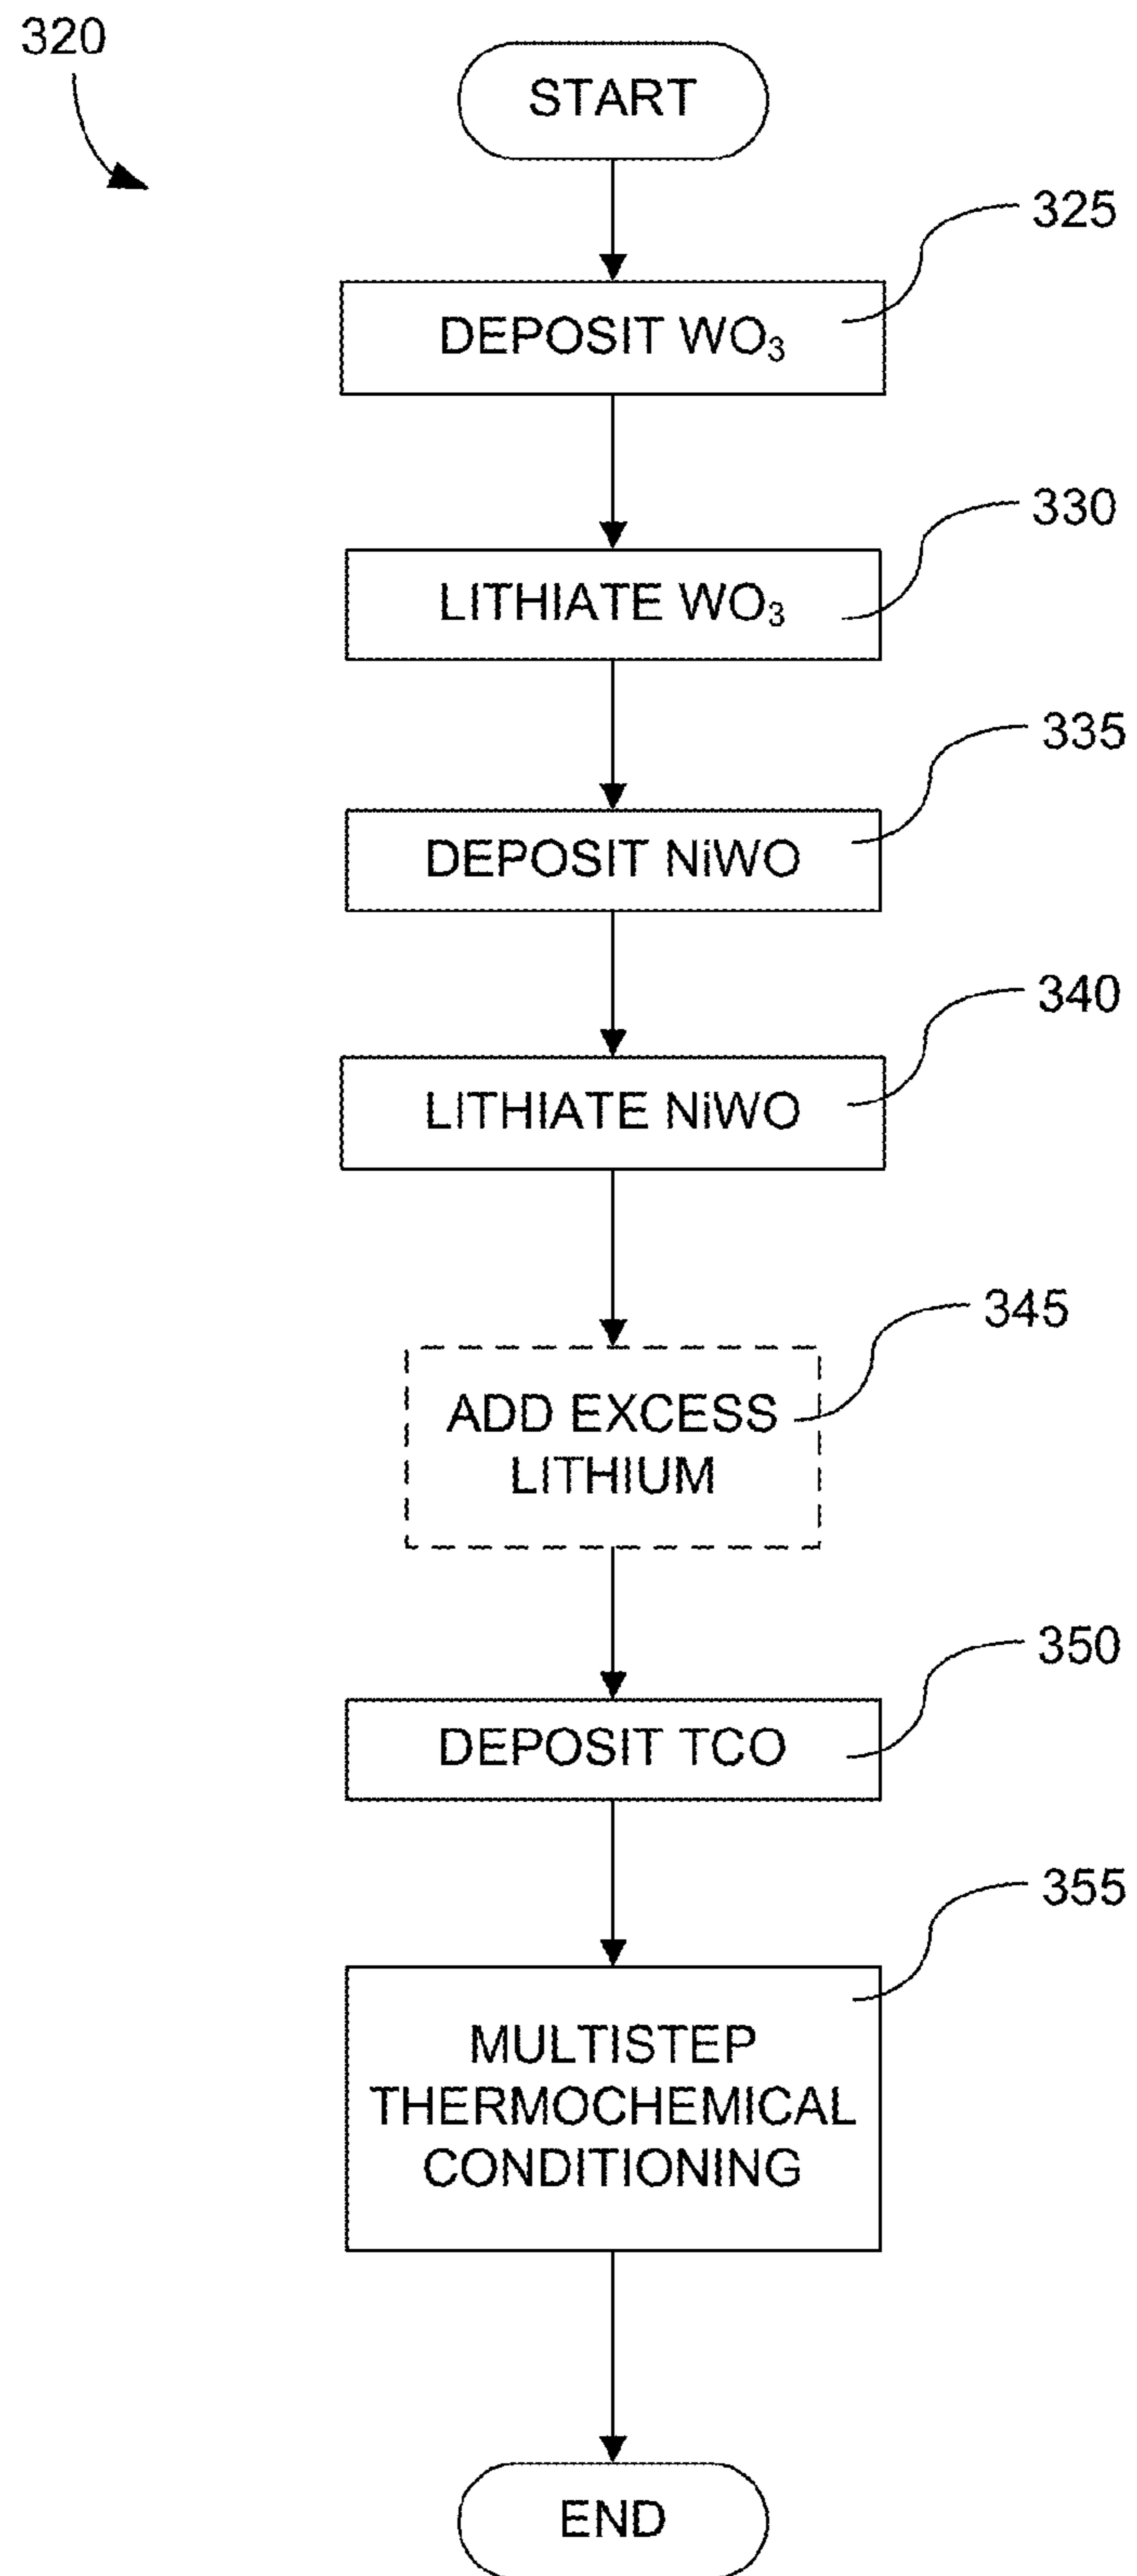 320
START
325
DEPOSIT WO₃
330
LITHIATE WO₃
335
DEPOSIT NiWO
340
LITHIATE NiWO
345
ADD EXCESS
LITHIUM
350
DEPOSIT TCO
355
MULTISTEP
THERMOCHEMICAL
CONDITIONING
END